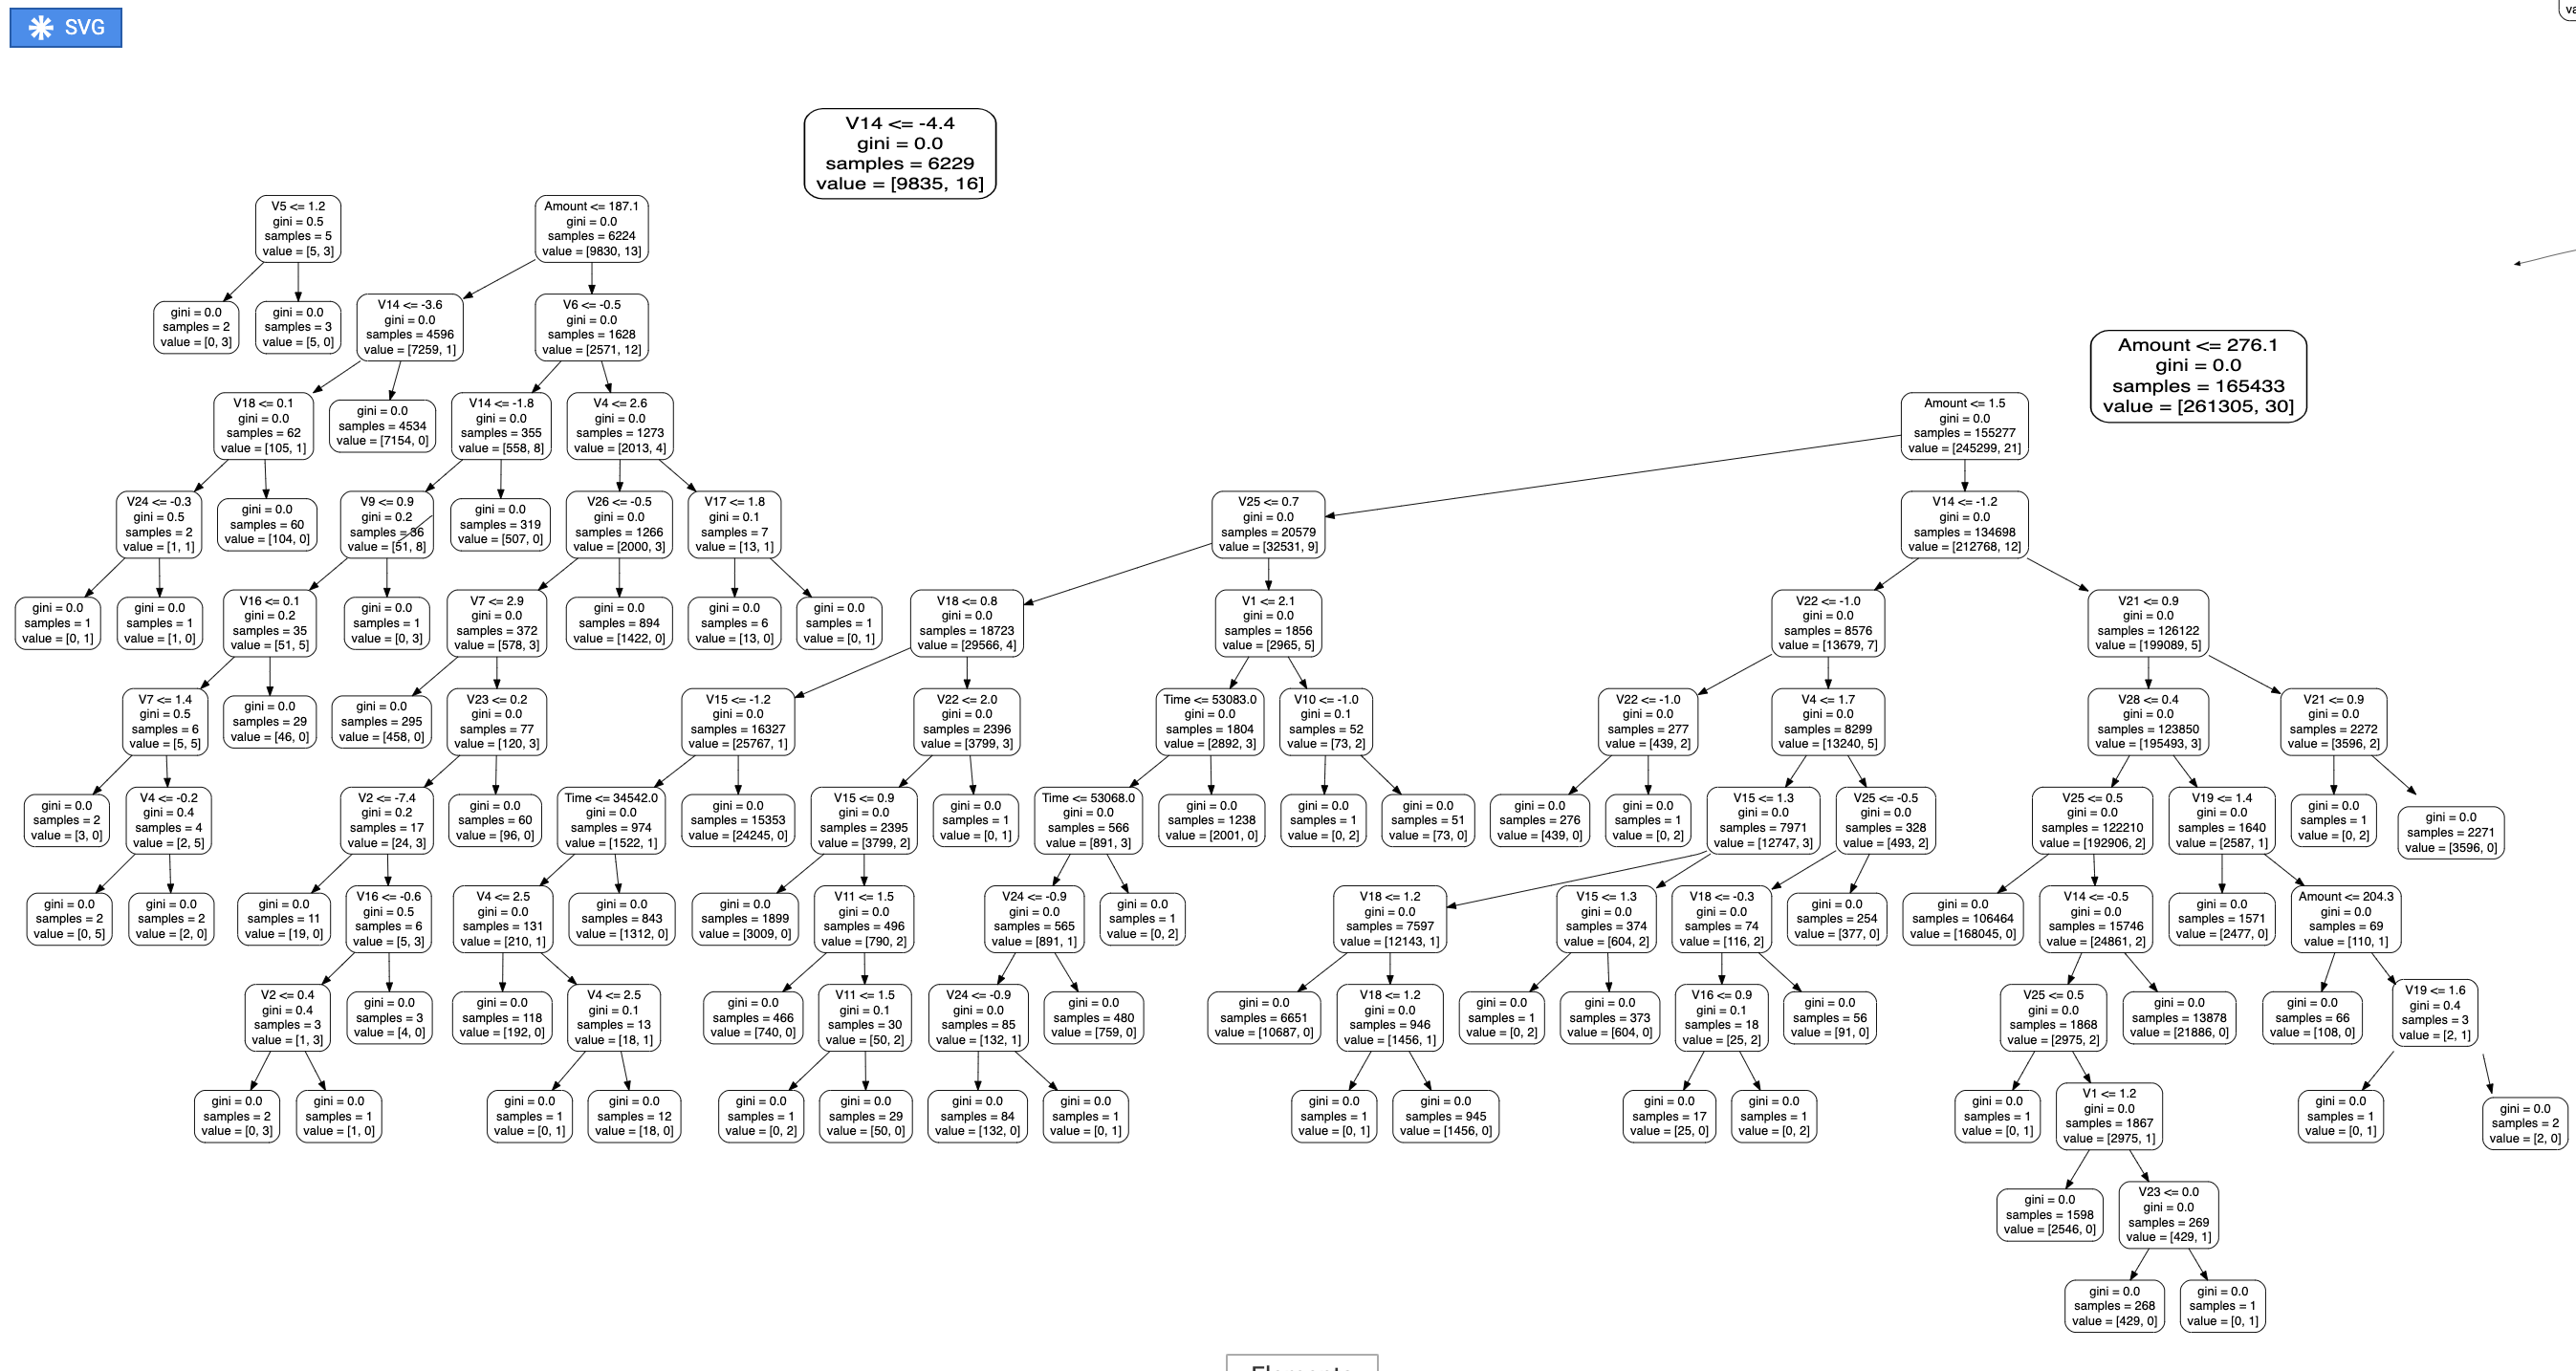 SVG
va
V14 <= -4.4
gini = 0.0
samples = 6229
value = [9835, 16]
V5 <= 1.2
gini = 0.5
samples = 5
value = [5, 3]
Amount <= 187.1
gini = 0.0
samples = 6224
value = [9830, 13]
gini = 0.0
samples = 2
value = [0, 3]
gini = 0.0
samples = 3
value = [5, 0]
V14 <= -3.6
gini = 0.0
samples = 4596
value = [7259, 1]
V6 <= -0.5
gini = 0.0
samples = 1628
value = [2571, 12]
Amount <= 276.1
gini = 0.0
samples = 165433
value = [261305, 30]
V18 <= 0.1
gini = 0.0
samples = 62
value = [105, 1]
gini = 0.0
samples = 4534
value = [7154, 0]
V14 <= -1.8
gini = 0.0
samples = 355
value = [558, 8]
V4 <= 2.6
gini = 0.0
samples = 1273
value = [2013, 4]
Amount <= 1.5
gini = 0.0
samples = 155277
value = [245299, 21]
V24 <= -0.3
gini = 0.5
samples = 2
value = [1, 1]
gini = 0.0
samples = 60
value = [104, 0]
V9 <= 0.9
gini = 0.2
samples = 36
value = [51, 8]
gini = 0.0
samples = 319
value = [507, 0]
V26 <= -0.5
gini = 0.0
samples = 1266
value = [2000, 3]
V17 <= 1.8
gini = 0.1
samples = 7
value = [13, 1]
V25 <= 0.7
gini = 0.0
samples = 20579
value = [32531, 9]
V14 <= -1.2
gini = 0.0
samples = 134698
value = [212768, 12]
gini = 0.0
samples = 1
value = [0, 1]
gini = 0.0
samples = 1
value = [1, 0]
V16 <= 0.1
gini = 0.2
samples = 35
value = [51, 5]
gini = 0.0
samples = 1
value = [0, 3]
V7 <= 2.9
gini = 0.0
samples = 372
value = [578, 3]
gini = 0.0
samples = 894
value = [1422, 0]
gini = 0.0
samples = 6
value = [13, 0]
gini = 0.0
samples = 1
value = [0, 1]
V18 <= 0.8
gini = 0.0
samples = 18723
value = [29566, 4]
V1 <= 2.1
gini = 0.0
samples = 1856
value = [2965, 5]
V22 <= -1.0
gini = 0.0
samples = 8576
value = [13679, 7]
V21 <= 0.9
gini = 0.0
samples = 126122
value = [199089, 5]
V7 <= 1.4
gini = 0.5
samples = 6
value = [5, 5]
gini = 0.0
samples = 29
value = [46, 0]
gini = 0.0
samples = 295
value = [458, 0]
V23 <= 0.2
gini = 0.0
samples = 77
value = [120, 3]
V15 <= -1.2
gini = 0.0
samples = 16327
value = [25767, 1]
V22 <= 2.0
gini = 0.0
samples = 2396
value = [3799, 3]
Time <= 53083.0
gini = 0.0
samples = 1804
value = [2892, 3]
V10 <= -1.0
gini = 0.1
samples = 52
value = [73, 2]
V22 <= -1.0
gini = 0.0
samples = 277
value = [439, 2]
V4 <= 1.7
gini = 0.0
samples = 8299
value = [13240, 5]
V28 <= 0.4
gini = 0.0
samples = 123850
value = [195493, 3]
V21 <= 0.9
gini = 0.0
samples = 2272
value = [3596, 2]
gini = 0.0
samples = 2
value = [3, 0]
V4 <= -0.2
gini = 0.4
samples = 4
value = [2, 5]
V2 <= -7.4
gini = 0.2
samples = 17
value = [24, 3]
gini = 0.0
samples = 60
value = [96, 0]
Time <= 34542.0
gini = 0.0
samples = 974
value = [1522, 1]
gini = 0.0
samples = 15353
value = [24245, 0]
V15 <= 0.9
gini = 0.0
samples = 2395
value = [3799, 2]
gini = 0.0
samples = 1
value = [0, 1]
Time <= 53068.0
gini = 0.0
samples = 566
value = [891, 3]
gini = 0.0
samples = 1238
value = [2001, 0]
gini = 0.0
samples = 1
value = [0, 2]
gini = 0.0
samples = 51
value = [73, 0]
gini = 0.0
samples = 276
value = [439, 0]
gini = 0.0
samples = 1
value = [0, 2]
V15 <= 1.3
gini = 0.0
samples = 7971
value = [12747, 3]
V25 <= -0.5
gini = 0.0
samples = 328
value = [493, 2]
V25 <= 0.5
gini = 0.0
samples = 122210
value = [192906, 2]
V19 <= 1.4
gini = 0.0
samples = 1640
value = [2587, 1]
gini = 0.0
samples = 1
value = [0, 2]
gini = 0.0
samples = 2271
value = [3596, 0]
gini = 0.0
samples = 2
value = [0, 5]
gini = 0.0
samples = 2
value = [2, 0]
gini = 0.0
samples = 11
value = [19, 0]
V16 <= -0.6
gini = 0.5
samples = 6
value = [5, 3]
V4 <= 2.5
gini = 0.0
samples = 131
value = [210, 1]
gini = 0.0
samples = 843
value = [1312, 0]
gini = 0.0
samples = 1899
value = [3009, 0]
V11 <= 1.5
gini = 0.0
samples = 496
value = [790, 2]
V24 <= -0.9
gini = 0.0
samples = 565
value = [891, 1]
gini = 0.0
samples = 1
value = [0, 2]
V18 <= 1.2
gini = 0.0
samples = 7597
value = [12143, 1]
V15 <= 1.3
gini = 0.0
samples = 374
value = [604, 2]
V18 <= -0.3
gini = 0.0
samples = 74
value = [116, 2]
gini = 0.0
samples = 254
value = [377, 0]
gini = 0.0
samples = 106464
value = [168045, 0]
V14 <= -0.5
gini = 0.0
samples = 15746
value = [24861, 2]
gini = 0.0
samples = 1571
value = [2477, 0]
Amount <= 204.3
gini = 0.0
samples = 69
value = [110, 1]
V2 <= 0.4
gini = 0.4
samples = 3
value = [1, 3]
gini = 0.0
samples = 3
value = [4, 0]
gini = 0.0
samples = 118
value = [192, 0]
V4 <= 2.5
gini = 0.1
samples = 13
value = [18, 1]
gini = 0.0
samples = 466
value = [740, 0]
V11 <= 1.5
gini = 0.1
samples = 30
value = [50, 2]
V24 <= -0.9
gini = 0.0
samples = 85
value = [132, 1]
gini = 0.0
samples = 480
value = [759, 0]
gini = 0.0
samples = 6651
value = [10687, 0]
V18 <= 1.2
gini = 0.0
samples = 946
value = [1456, 1]
gini = 0.0
samples = 1
value = [0, 2]
gini = 0.0
samples = 373
value = [604, 0]
V16 <= 0.9
gini = 0.1
samples = 18
value = [25, 2]
gini = 0.0
samples = 56
value = [91, 0]
V25 <= 0.5
gini = 0.0
samples = 1868
value = [2975, 2]
gini = 0.0
samples = 13878
value = [21886, 0]
gini = 0.0
samples = 66
value = [108, 0]
V19 <= 1.6
gini = 0.4
samples = 3
value = [2, 1]
gini = 0.0
samples = 2
value = [0, 3]
gini = 0.0
samples = 1
value = [1, 0]
gini = 0.0
samples = 1
value = [0, 1]
gini = 0.0
samples = 12
value = [18, 0]
gini = 0.0
samples = 1
value = [0, 2]
gini = 0.0
samples = 29
value = [50, 0]
gini = 0.0
samples = 84
value = [132, 0]
gini = 0.0
samples = 1
value = [0, 1]
gini = 0.0
samples = 1
value = [0, 1]
gini = 0.0
samples = 945
value = [1456, 0]
gini = 0.0
samples = 17
value = [25, 0]
gini = 0.0
samples = 1
value = [0, 2]
gini = 0.0
samples = 1
value = [0, 1]
V1 <= 1.2
gini = 0.0
samples = 1867
value = [2975, 1]
gini = 0.0
samples = 1
value = [0, 1]
gini = 0.0
samples = 2
value = [2, 0]
gini = 0.0
samples = 1598
value = [2546, 0]
V23 <= 0.0
gini = 0.0
samples = 269
value = [429, 1]
gini = 0.0
samples = 268
value = [429, 0]
gini = 0.0
samples = 1
value = [0, 1]